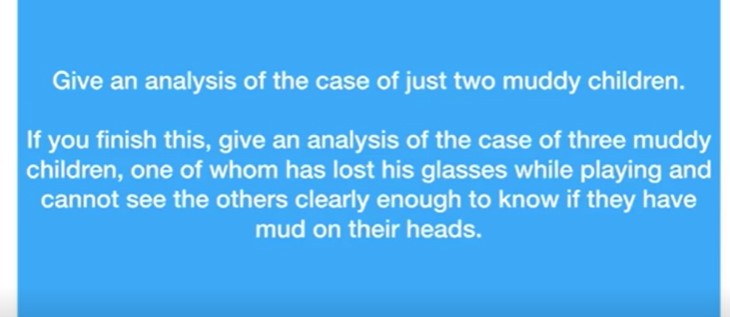 Give an analysis of the case of just two muddy children.
If you finish this, give an analysis of the case of three muddy
children, one of whom has lost his glasses while playing and
cannot see the others clearly enough to know if they have
mud on their heads.